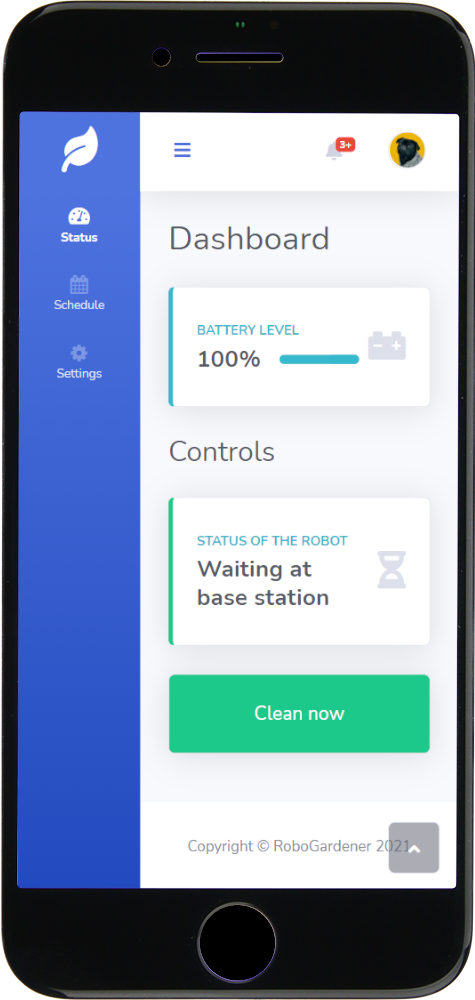 3+
Status
Schedule
Settings
Dashboard
BATTERY LEVEL
100%
Controls
STATUS OF THE ROBOT
Waiting at
base station
Clean now
Copyright © RoboGardener 2021